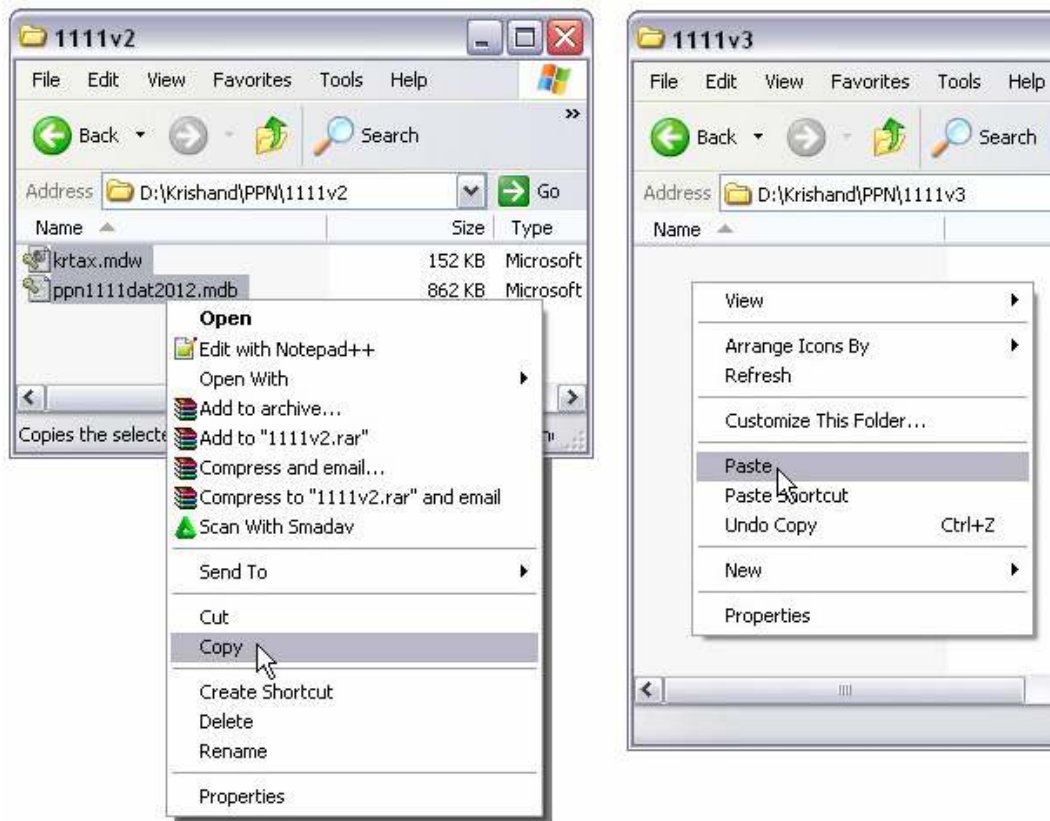 1111v2
File Edit View Favorites Tools Help
Back Search »
Address D:\Krishand\PPN\1111v2 Go
Name Size Type
krtax.mdw 152 KB Microsoft
ppn1111dat2012.mdb 862 KB Microsoft
Open
Edit with Notepad++
Open With
Add to archive...
Add to "1111v2.rar"
Copies the selecte
Compress and email...
Compress to "1111v2.rar" and email
Scan With Smadav
Send To
Cut
Copy
Create Shortcut
Delete
Rename
Properties
1111v3
File Edit View Favorites Tools Help
Back Search
Address D:\Krishand\PPN\1111v3
Name
View
Arrange Icons By
Refresh
Customize This Folder...
Paste
Paste Shortcut
Undo Copy Ctrl+Z
New
Properties